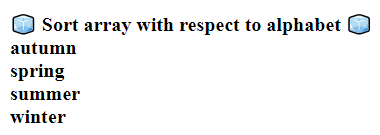 🧊 Sort array with respect to alphabet 🧊
autumn
spring
summer
winter